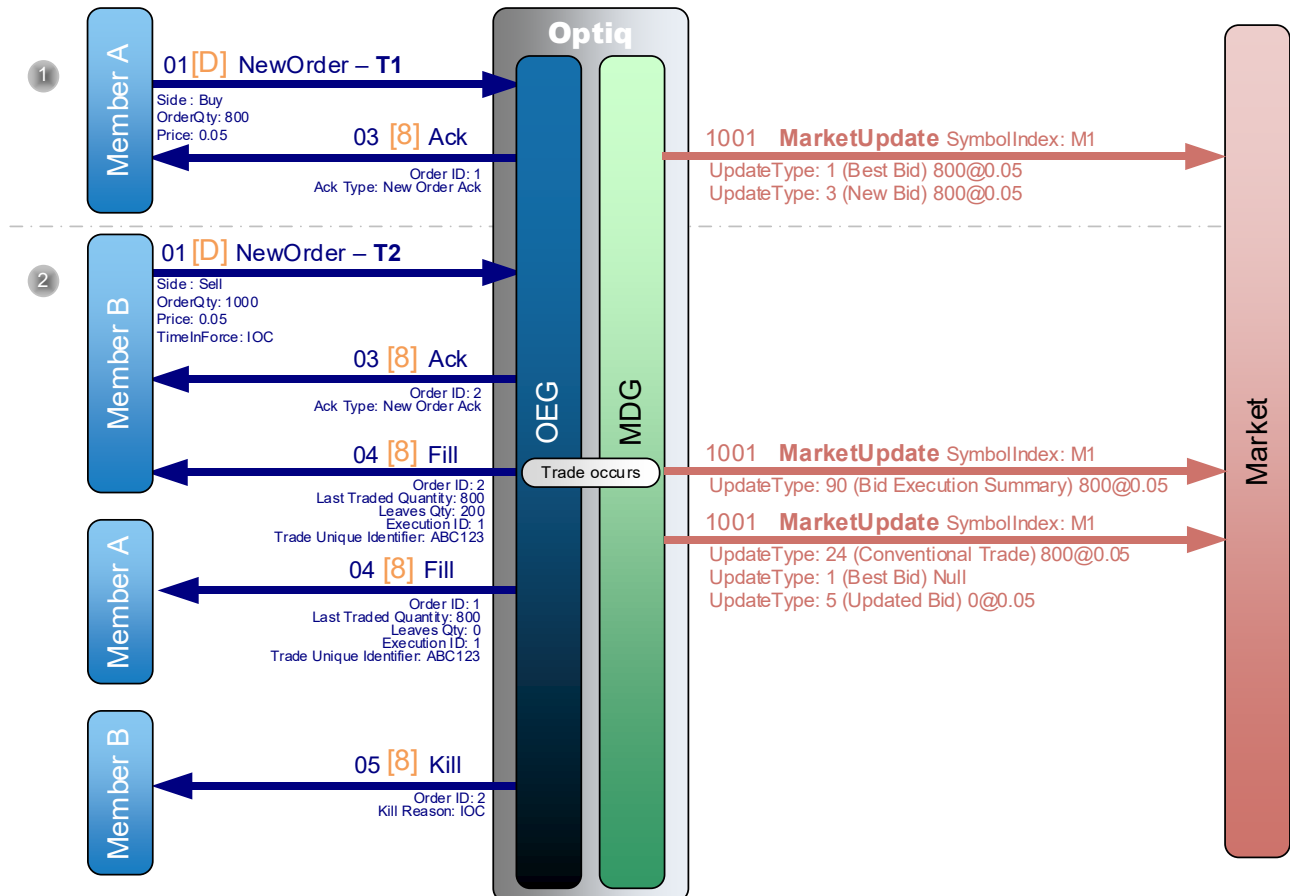 Optiq
1
Member A
01 [D] NewOrder – T1
Side : Buy
OrderQty: 800
Price: 0.05
03 [8] Ack
Order ID: 1
Ack Type: New Order Ack
1001 MarketUpdate SymbolIndex: M1
UpdateType: 1 (Best Bid) 800@0.05
UpdateType: 3 (New Bid) 800@0.05
2
Member B
01 [D] NewOrder – T2
Side : Sell
OrderQty: 1000
Price: 0.05
TimeInForce: IOC
03 [8] Ack
Order ID: 2
Ack Type: New Order Ack
OEG
MDG
Market
04 [8] Fill
Order ID: 2
Last Traded Quantity: 800
Leaves Qty: 200
Execution ID: 1
Trade Unique Identifier: ABC123
Trade occurs
1001 MarketUpdate SymbolIndex: M1
UpdateType: 90 (Bid Execution Summary) 800@0.05
1001 MarketUpdate SymbolIndex: M1
UpdateType: 24 (Conventional Trade) 800@0.05
UpdateType: 1 (Best Bid) Null
UpdateType: 5 (Updated Bid) 0@0.05
Member A
04 [8] Fill
Order ID: 1
Last Traded Quantity: 800
Leaves Qty: 0
Execution ID: 1
Trade Unique Identifier: ABC123
Member B
05 [8] Kill
Order ID: 2
Kill Reason: IOC